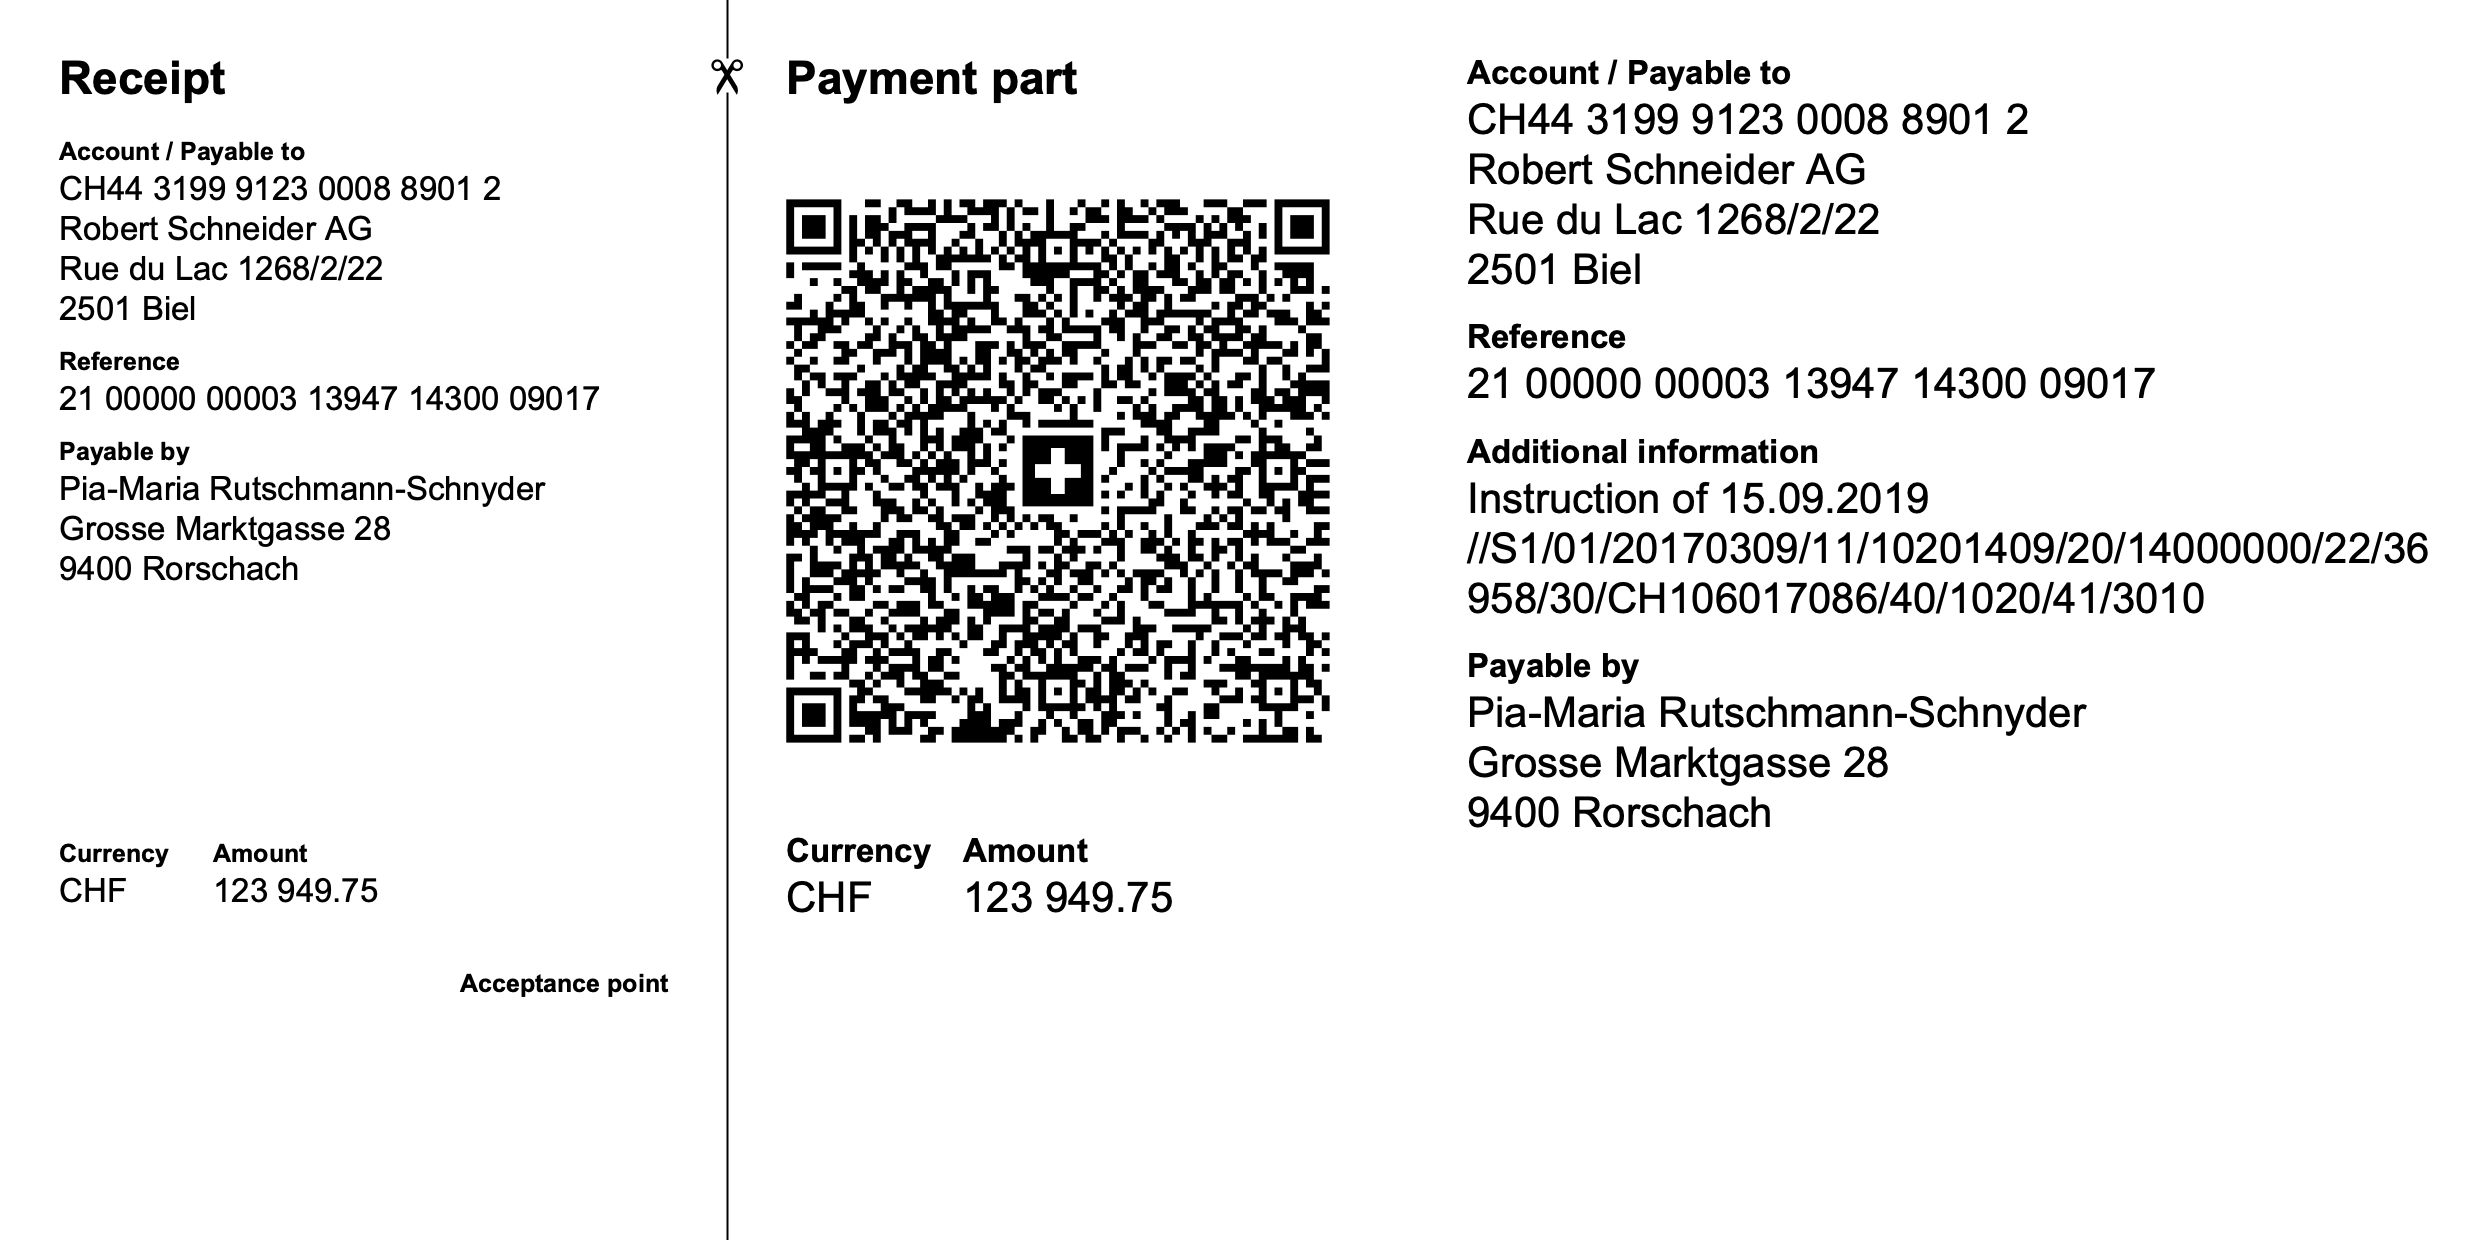 Receipt
Account / Payable to
CH44 3199 9123 0008 8901 2
Robert Schneider AG
Rue du Lac 1268/2/22
2501 Biel
Reference
21 00000 00003 13947 14300 09017
Payable by
Pia-Maria Rutschmann-Schnyder
Grosse Marktgasse 28
9400 Rorschach
Currency Amount
CHF 123 949.75
Acceptance point
Payment part
Currency Amount
CHF 123 949.75
Account / Payable to
CH44 3199 9123 0008 8901 2
Robert Schneider AG
Rue du Lac 1268/2/22
2501 Biel
Reference
21 00000 00003 13947 14300 09017
Additional information
Instruction of 15.09.2019
//S1/01/20170309/11/10201409/20/14000000/22/36
958/30/CH106017086/40/1020/41/3010
Payable by
Pia-Maria Rutschmann-Schnyder
Grosse Marktgasse 28
9400 Rorschach